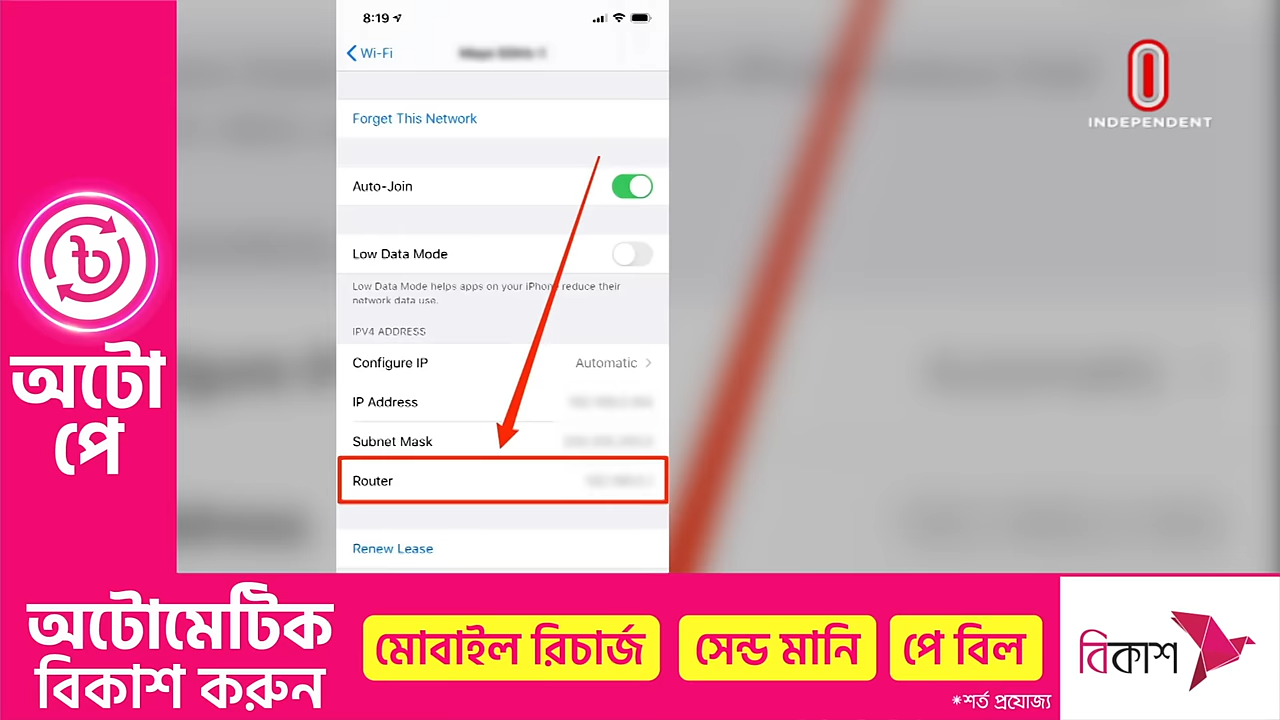 8:19
Wi-Fi
Forget This Network
Auto-Join
Low Data Mode
Low Data Mode helps apps on your iPhone reduce their
network data use.
IPV4 ADDRESS
Configure IP
Automatic
IP Address
Subnet Mask
Router
Renew Lease
INDEPENDENT
৳
অটো
পে
অটোমেটিক
বিকাশ করুন
মোবাইল রিচার্জ
সেন্ড মানি
পে বিল
*শর্ত প্রযোজ্য
বিকাশ